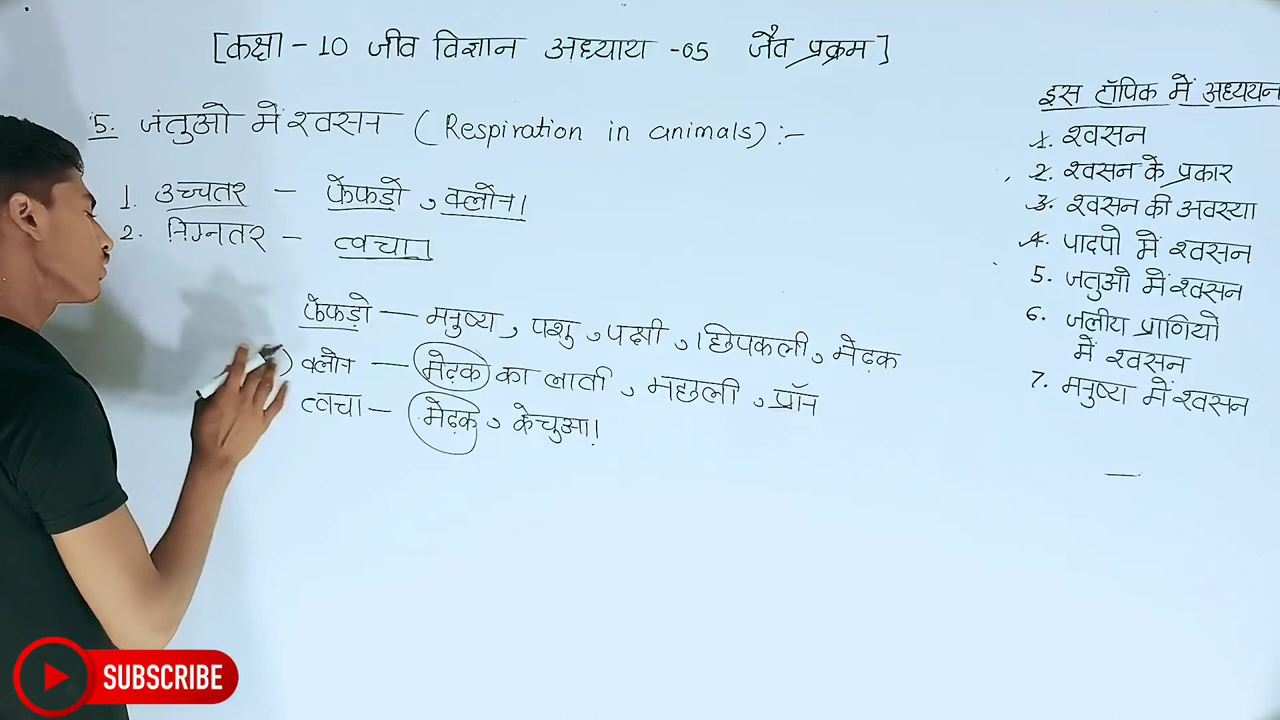 [कक्षा - 10 जीव विज्ञान अध्याय -05 जैव प्रक्रम]
5. जंतुओ में श्वसन (Respiration in animals) :-
1. उच्चतर - फेफड़ो, क्लोन।
2. निम्नतर - त्वचा।
फेफड़ो — मनुष्य, पशु, पक्षी, छिपकली, मेढ़क
क्लोन — मेढ़क का लार्ता, मछली, प्रॉन
त्वचा — मेढ़क, केचुआ।
इस टॉपिक में अध्ययन
1. श्वसन
2. श्वसन के प्रकार
3. श्वसन की अवस्था
4. पादपो में श्वसन
5. जतुओ में श्वसन
6. जलीय प्राणियो
में श्वसन
7. मनुष्य में श्वसन
SUBSCRIBE